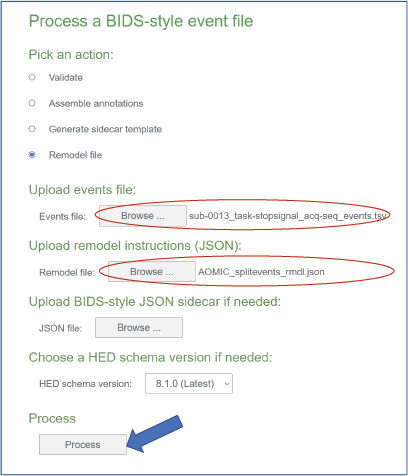 Process a BIDS-style event file
Pick an action:
Validate
Assemble annotations
Generate sidecar template
Remodel file
Upload events file:
Events file: Browse ... sub-0013_task-stopsignal_acq-seq_events.tsv
Upload remodel instructions (JSON):
Remodel file: Browse ... AOMIC_splitevents_rmdl.json
Upload BIDS-style JSON sidecar if needed:
JSON file: Browse ...
Choose a HED schema version if needed:
HED schema version: 8.1.0 (Latest)
Process
Process